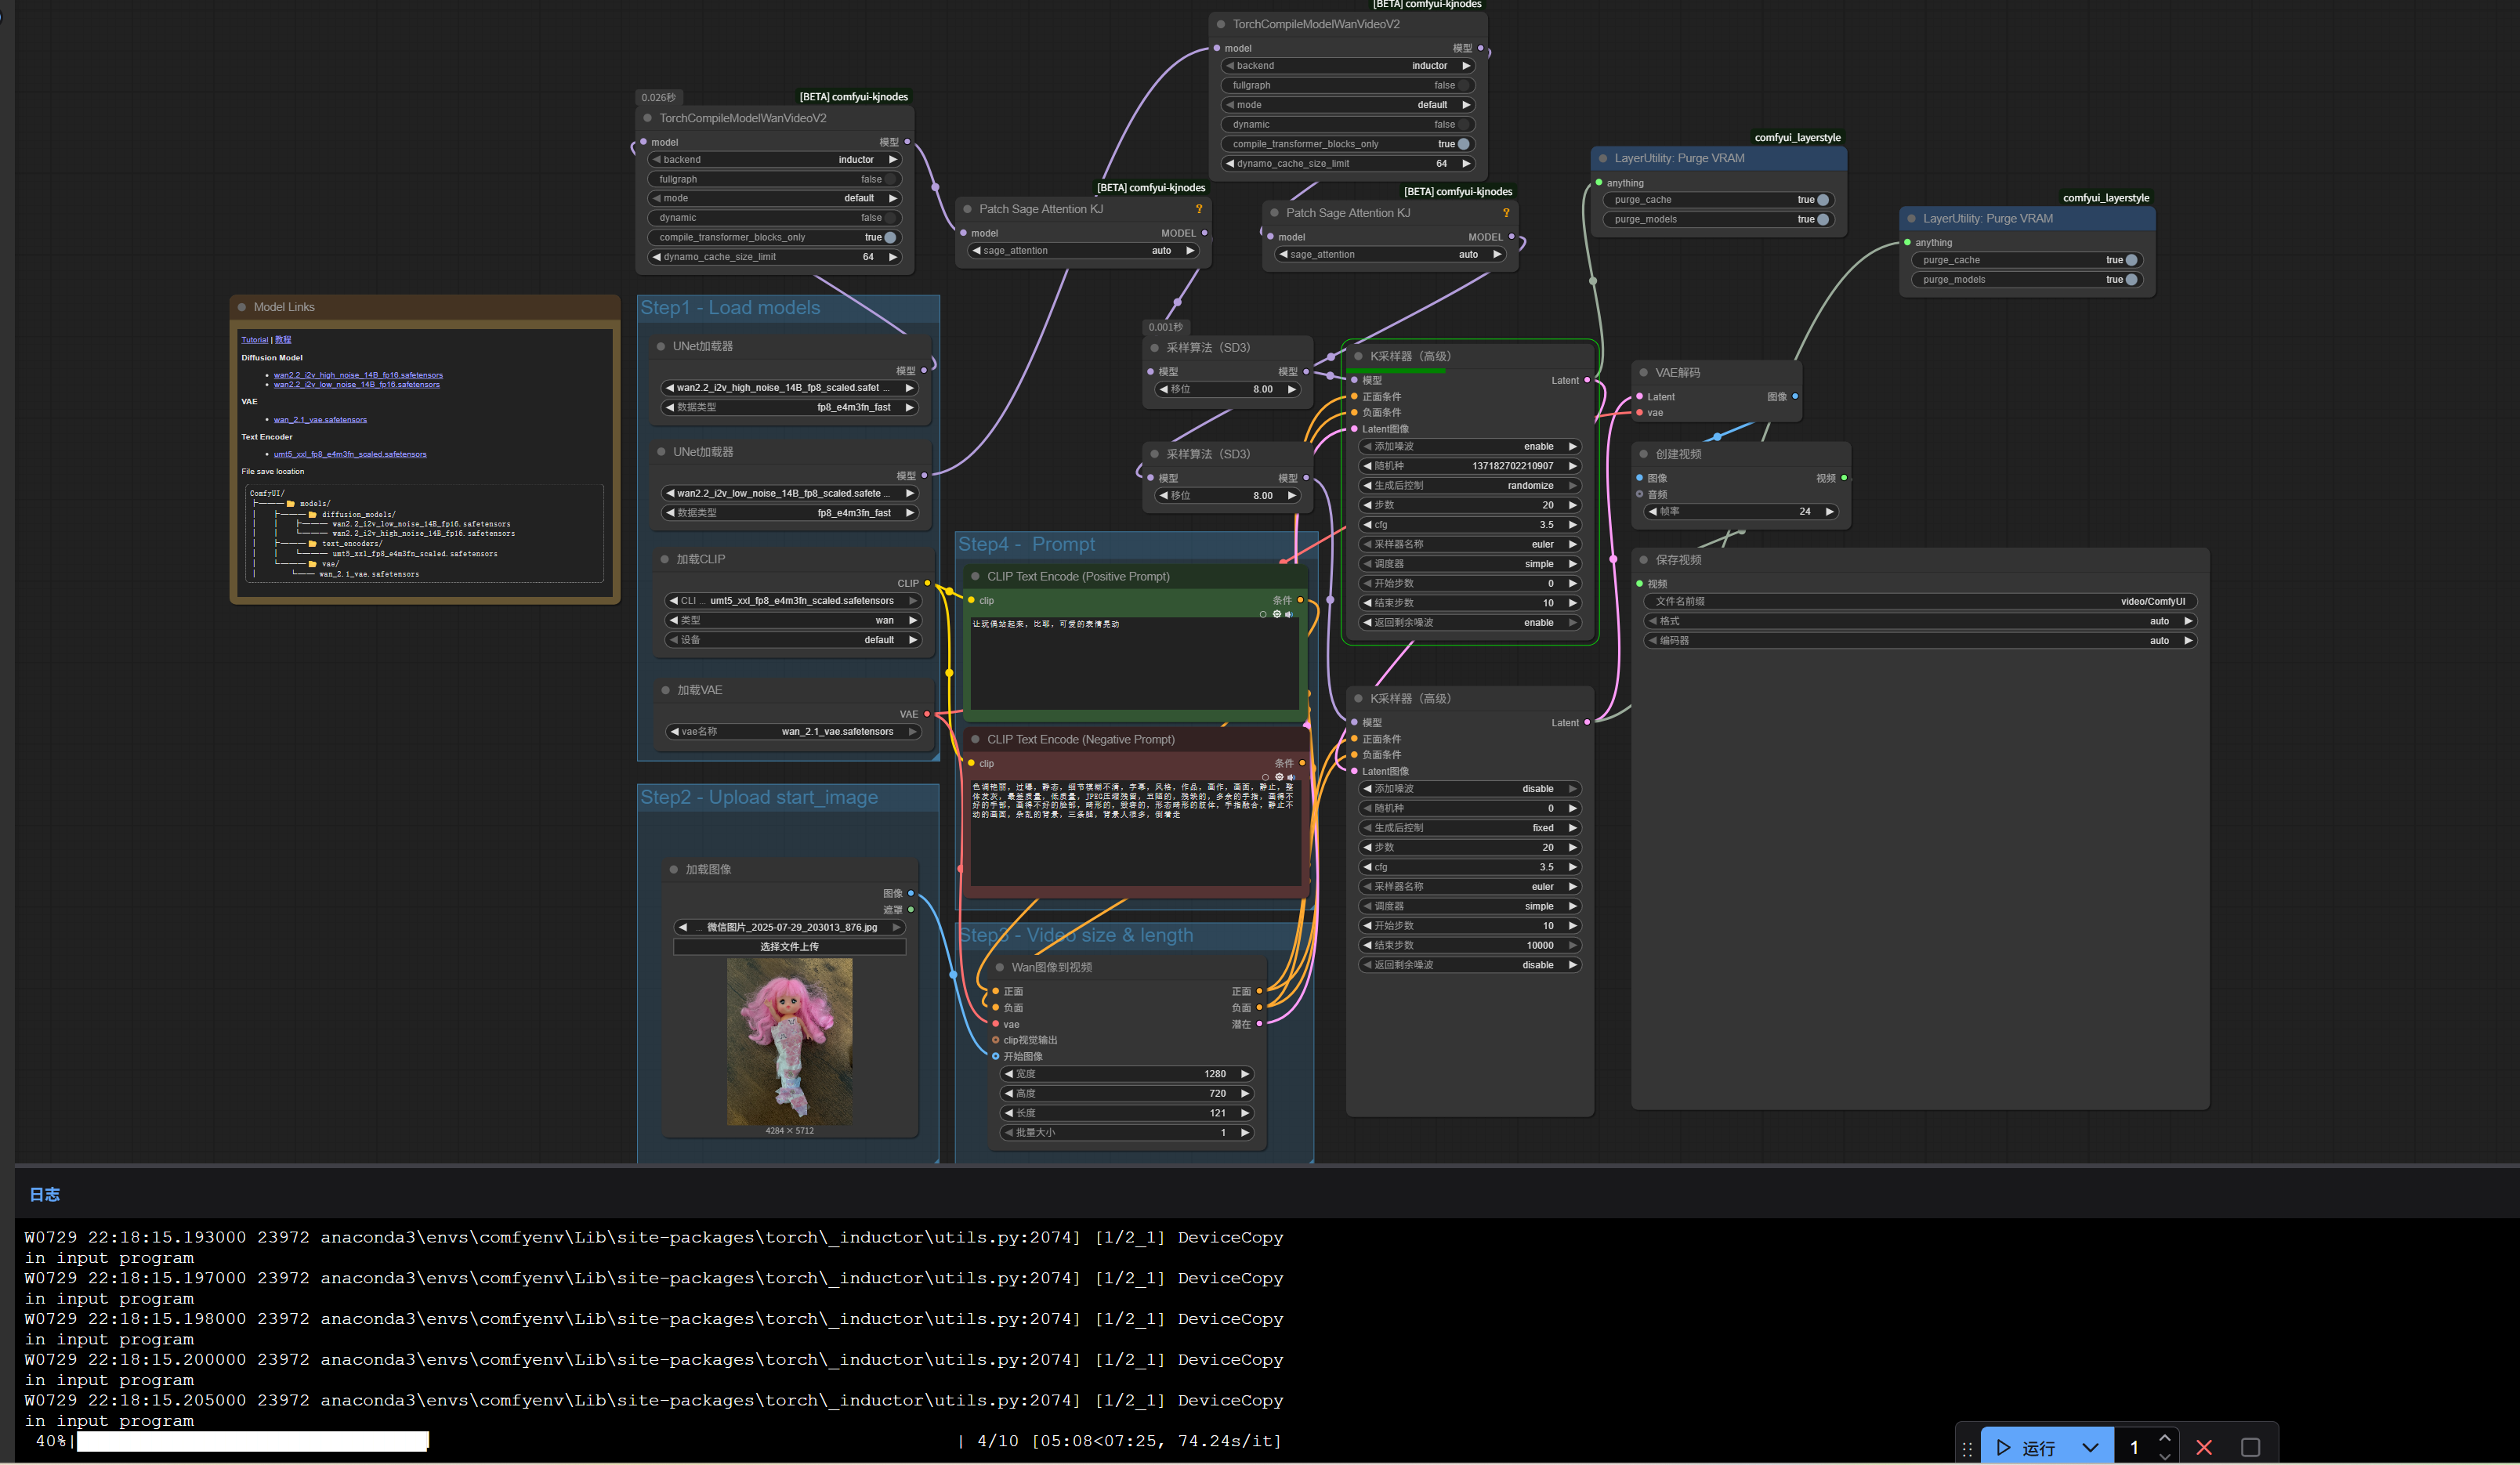 [BETA] comfyui-kjnodes
TorchCompileModelWanVideoV2
model 模型
backend inductor
fullgraph false
mode default
dynamic false
compile_transformer_blocks_only true
dynamo_cache_size_limit 64
0.026秒
[BETA] comfyui-kjnodes
TorchCompileModelWanVideoV2
model 模型
backend inductor
fullgraph false
mode default
dynamic false
compile_transformer_blocks_only true
dynamo_cache_size_limit 64
[BETA] comfyui-kjnodes
Patch Sage Attention KJ ?
model MODEL
sage_attention auto
[BETA] comfyui-kjnodes
Patch Sage Attention KJ ?
model MODEL
sage_attention auto
comfyui_layerstyle
LayerUtility: Purge VRAM
anything
purge_cache true
purge_models true
comfyui_layerstyle
LayerUtility: Purge VRAM
anything
purge_cache true
purge_models true
Model Links
Tutorial | 教程
Diffusion Model
wan2.2_i2v_high_noise_14B_fp16.safetensors
wan2.2_i2v_low_noise_14B_fp16.safetensors
VAE
wan_2.1_vae.safetensors
Text Encoder
umt5_xxl_fp8_e4m3fn_scaled.safetensors
File save location
ComfyUI/
models/
diffusion_models/
wan2.2_i2v_low_noise_14B_fp16.safetensors
wan2.2_i2v_high_noise_14B_fp16.safetensors
text_encoders/
umt5_xxl_fp8_e4m3fn_scaled.safetensors
vae/
wan_2.1_vae.safetensors
Step1 - Load models
UNet加载器
模型
wan2.2_i2v_high_noise_14B_fp8_scaled.safet ...
数据类型 fp8_e4m3fn_fast
UNet加载器
模型
wan2.2_i2v_low_noise_14B_fp8_scaled.safete ...
数据类型 fp8_e4m3fn_fast
加载CLIP
CLIP
CLI ... umt5_xxl_fp8_e4m3fn_scaled.safetensors
类型 wan
设备 default
加载VAE
VAE
vae名称 wan_2.1_vae.safetensors
Step2 - Upload start_image
加载图像
图像
遮罩
... 微信图片_2025-07-29_203013_876.jpg
选择文件上传
4284 × 5712
0.001秒
采样算法（SD3）
模型 模型
移位 8.00
采样算法（SD3）
模型 模型
移位 8.00
Step4 - Prompt
CLIP Text Encode (Positive Prompt)
clip 条件
让玩偶站起来，比耶，可爱的表情晃动
CLIP Text Encode (Negative Prompt)
clip 条件
色调艳丽，过曝，静态，细节模糊不清，字幕，风格，作品，画作，画面，静止，整
体发灰，最差质量，低质量，JPEG压缩残留，丑陋的，残缺的，多余的手指，画得不
好的手部，画得不好的脸部，畸形的，毁容的，形态畸形的肢体，手指融合，静止不
动的画面，杂乱的背景，三条腿，背景人很多，倒着走
Step3 - Video size & length
Wan图像到视频
正面 正面
负面 负面
vae 潜在
clip视觉输出
开始图像
宽度 1280
高度 720
长度 121
批量大小 1
K采样器（高级）
模型 Latent
正面条件
负面条件
Latent图像
添加噪波 enable
随机种 137182702210907
生成后控制 randomize
步数 20
cfg 3.5
采样器名称 euler
调度器 simple
开始步数 0
结束步数 10
返回剩余噪波 enable
K采样器（高级）
模型 Latent
正面条件
负面条件
Latent图像
添加噪波 disable
随机种 0
生成后控制 fixed
步数 20
cfg 3.5
采样器名称 euler
调度器 simple
开始步数 10
结束步数 10000
返回剩余噪波 disable
VAE解码
Latent 图像
vae
创建视频
图像 视频
音频
帧率 24
保存视频
视频
文件名前缀 video/ComfyUI
格式 auto
编码器 auto
日志
W0729 22:18:15.193000 23972 anaconda3\envs\comfyenv\Lib\site-packages\torch\_inductor\utils.py:2074] [1/2_1] DeviceCopy
in input program
W0729 22:18:15.197000 23972 anaconda3\envs\comfyenv\Lib\site-packages\torch\_inductor\utils.py:2074] [1/2_1] DeviceCopy
in input program
W0729 22:18:15.198000 23972 anaconda3\envs\comfyenv\Lib\site-packages\torch\_inductor\utils.py:2074] [1/2_1] DeviceCopy
in input program
W0729 22:18:15.200000 23972 anaconda3\envs\comfyenv\Lib\site-packages\torch\_inductor\utils.py:2074] [1/2_1] DeviceCopy
in input program
W0729 22:18:15.205000 23972 anaconda3\envs\comfyenv\Lib\site-packages\torch\_inductor\utils.py:2074] [1/2_1] DeviceCopy
in input program
40%| | 4/10 [05:08<07:25, 74.24s/it]
运行 1